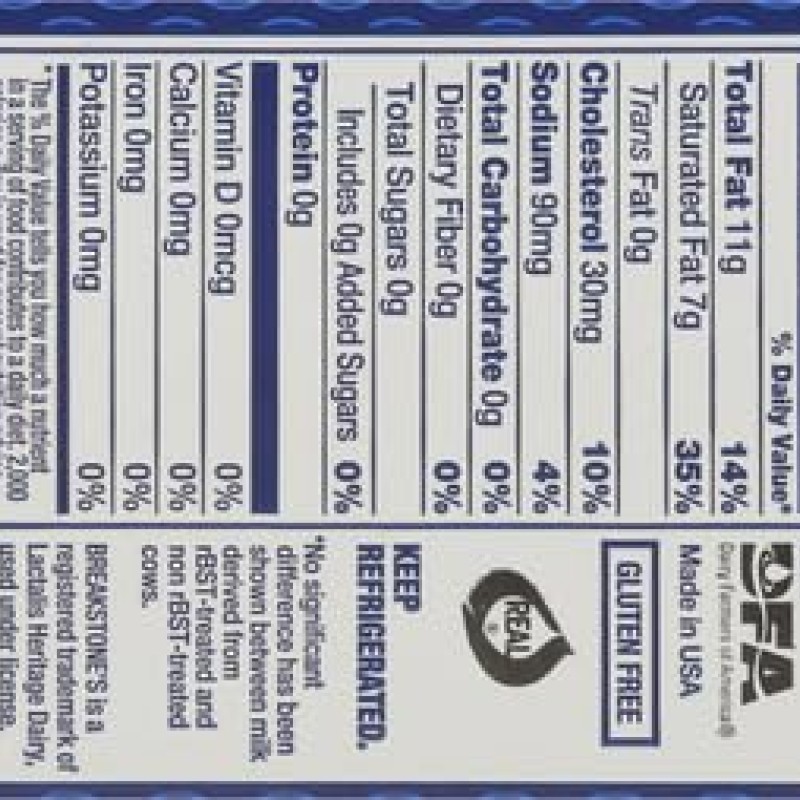 % Daily Value*
Total Fat 11g 14%
Saturated Fat 7g 35%
Trans Fat 0g
Cholesterol 30mg 10%
Sodium 90mg 4%
Total Carbohydrate 0g 0%
Dietary Fiber 0g 0%
Total Sugars 0g
Includes 0g Added Sugars 0%
Protein 0g
Vitamin D 0mcg 0%
Calcium 0mg 0%
Iron 0mg 0%
Potassium 0mg 0%
* The % Daily Value tells you how much a nutrient
in a serving of food contributes to a daily diet. 2,000
DFA
Dairy Farmers of America®
Made in USA
GLUTEN FREE
REAL®
KEEP
REFRIGERATED.
*No significant
difference has been
shown between milk
derived from
rBST-treated and
non rBST-treated
cows.
BREAKSTONE'S is a
registered trademark of
Lactalis Heritage Dairy,
used under license.